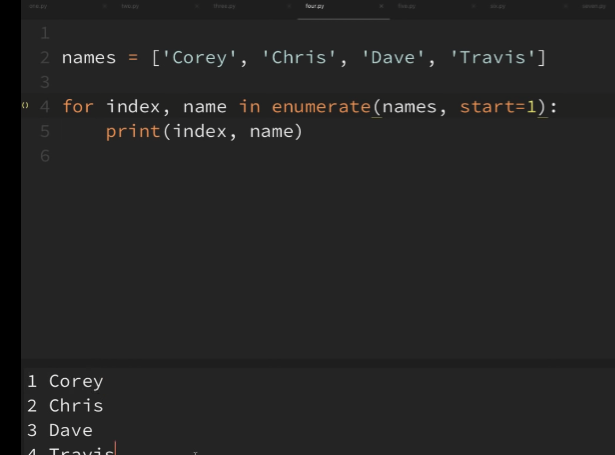 one.py two.py three.py four.py five.py six.py seven.py
1
2 names = ['Corey', 'Chris', 'Dave', 'Travis']
3
4 for index, name in enumerate(names, start=1):
5     print(index, name)
6
1 Corey
2 Chris
3 Dave
4 Travis